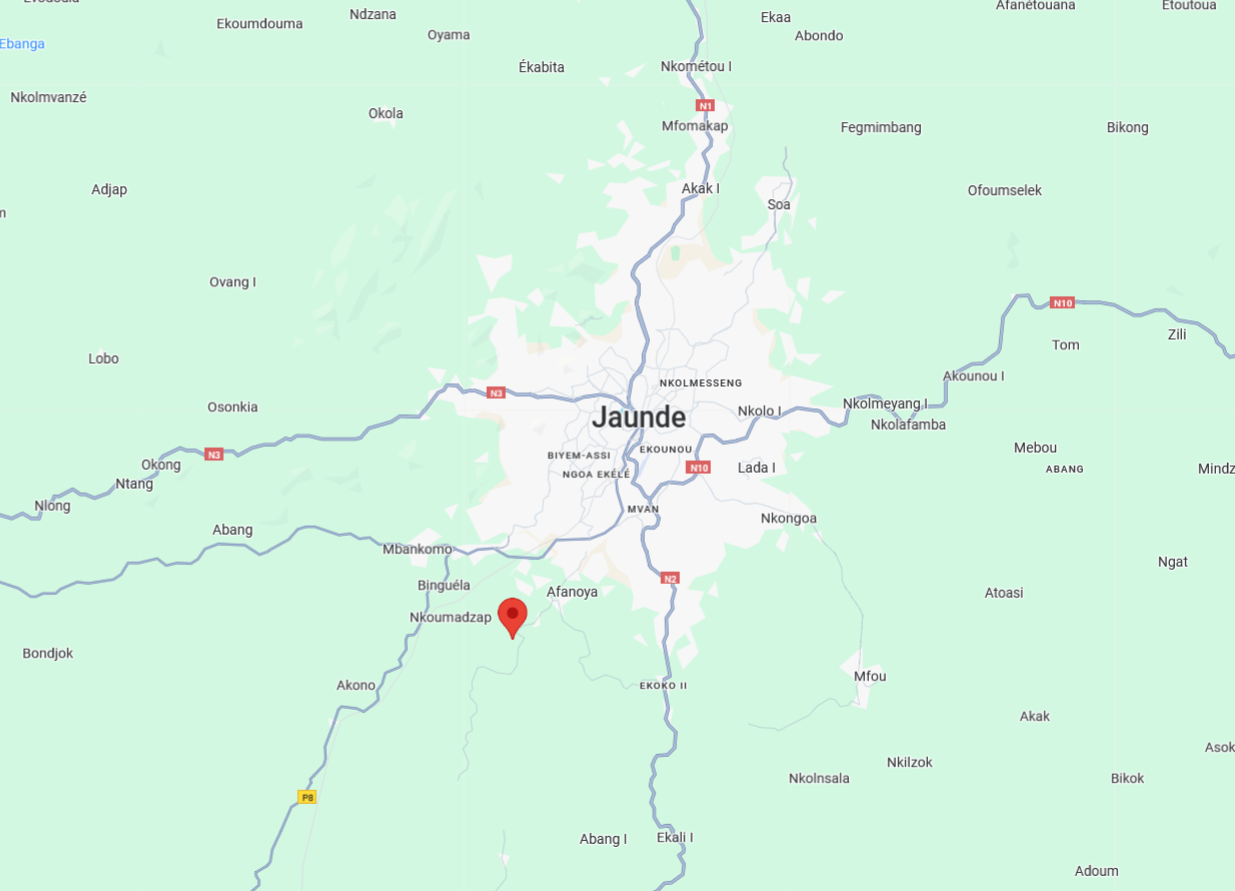 Ndzana
Ekoumdouma
Oyama
Ekaa
Abondo
Afanétouana
Etoutoua
Ebanga
Ékabita
Nkométou I
Nkolmvanzé
N1
Okola
Mfomakap
Fegmimbang
Bikong
Adjap
Akak I
Soa
Ofoumselek
Ovang I
N10
Zili
Tom
Lobo
Akounou I
NKOLMESSENG
N3
Osonkia
Jaunde
Nkolo I
Nkolmeyang I
Nkolafamba
N3
EKOUNOU
Mebou
BIYEM-ASSI
Okong
N10
Lada I
ABANG
Mindz
NGOA EKÉLÉ
Ntang
Nlong
MVAN
Nkongoa
Abang
Mbankomo
Ngat
N2
Binguéla
Afanoya
Atoasi
Nkoumadzap
Bondjok
Akono
EKOKO II
Mfou
Akak
Asok
Nkilzok
Nkolnsala
Bikok
P8
Abang I
Ekali I
Adoum